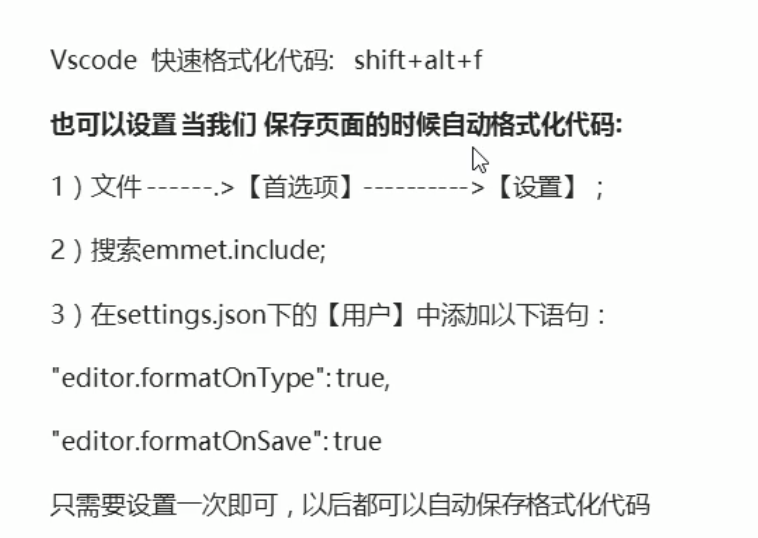 Vscode 快速格式化代码: shift+alt+f
也可以设置 当我们 保存页面的时候自动格式化代码:
1）文件 ------.>【首选项】---------->【设置】；
2）搜索emmet.include;
3）在settings.json下的【用户】中添加以下语句：
"editor.formatOnType": true,
"editor.formatOnSave": true
只需要设置一次即可，以后都可以自动保存格式化代码